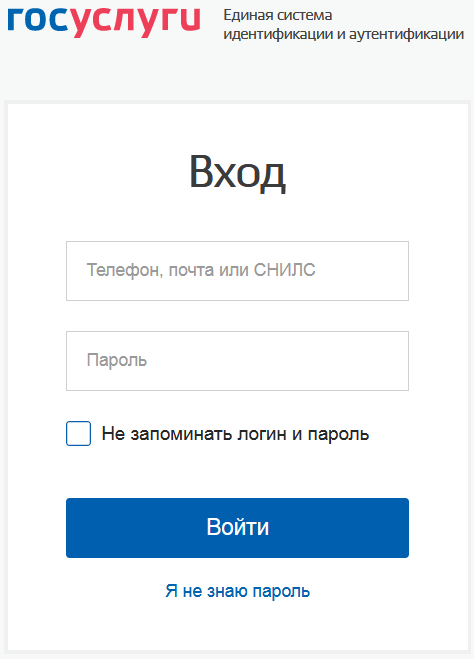 госуслуги
Единая система
идентификации и аутентификации
Вход
Телефон, почта или СНИЛС
Пароль
Не запоминать логин и пароль
Войти
Я не знаю пароль